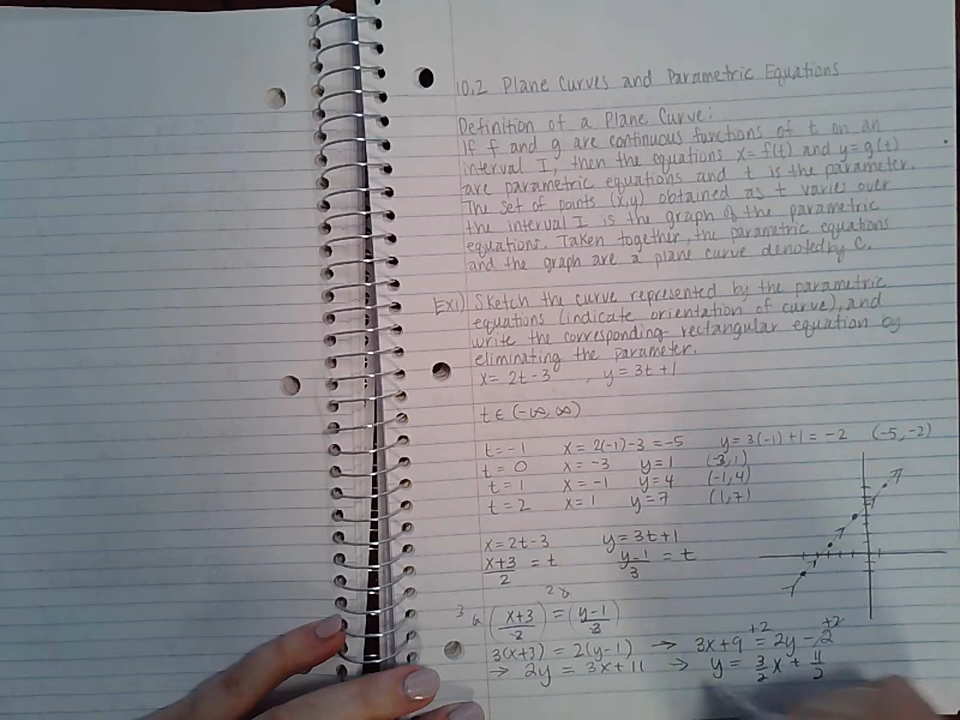 10.2 Plane Curves and Parametric Equations
Definition of a Plane Curve:
If f and g are continuous functions of t on an
interval I, then the equations x=f(t) and y=g(t)
are parametric equations and t is the parameter.
The set of points (x,y) obtained as t varies over
the interval I is the graph of the parametric
equations. Taken together, the parametric equations
and the graph are a plane curve denoted by C.
EX1) Sketch the curve represented by the parametric
equations (indicate orientation of curve), and
write the corresponding rectangular equation by
eliminating the parameter.
x = 2t-3 , y = 3t+1
t ∈ (-∞, ∞)
t = -1 x = 2(-1)-3 = -5 y = 3(-1)+1 = -2 (-5,-2)
t = 0 x = -3 y = 1 (-3,1)
t = 1 x = -1 y = 4 (-1,4)
t = 2 x = 1 y = 7 (1,7)
x = 2t-3 y = 3t+1
(x+3)/2 = t (y-1)/3 = t
((x+3)/2) = ((y-1)/3)
3(x+3) = 2(y-1) → 3x+9 +2 = 2y-2 +2
→ 2y = 3x+11 → y = 3/2 x + 11/2